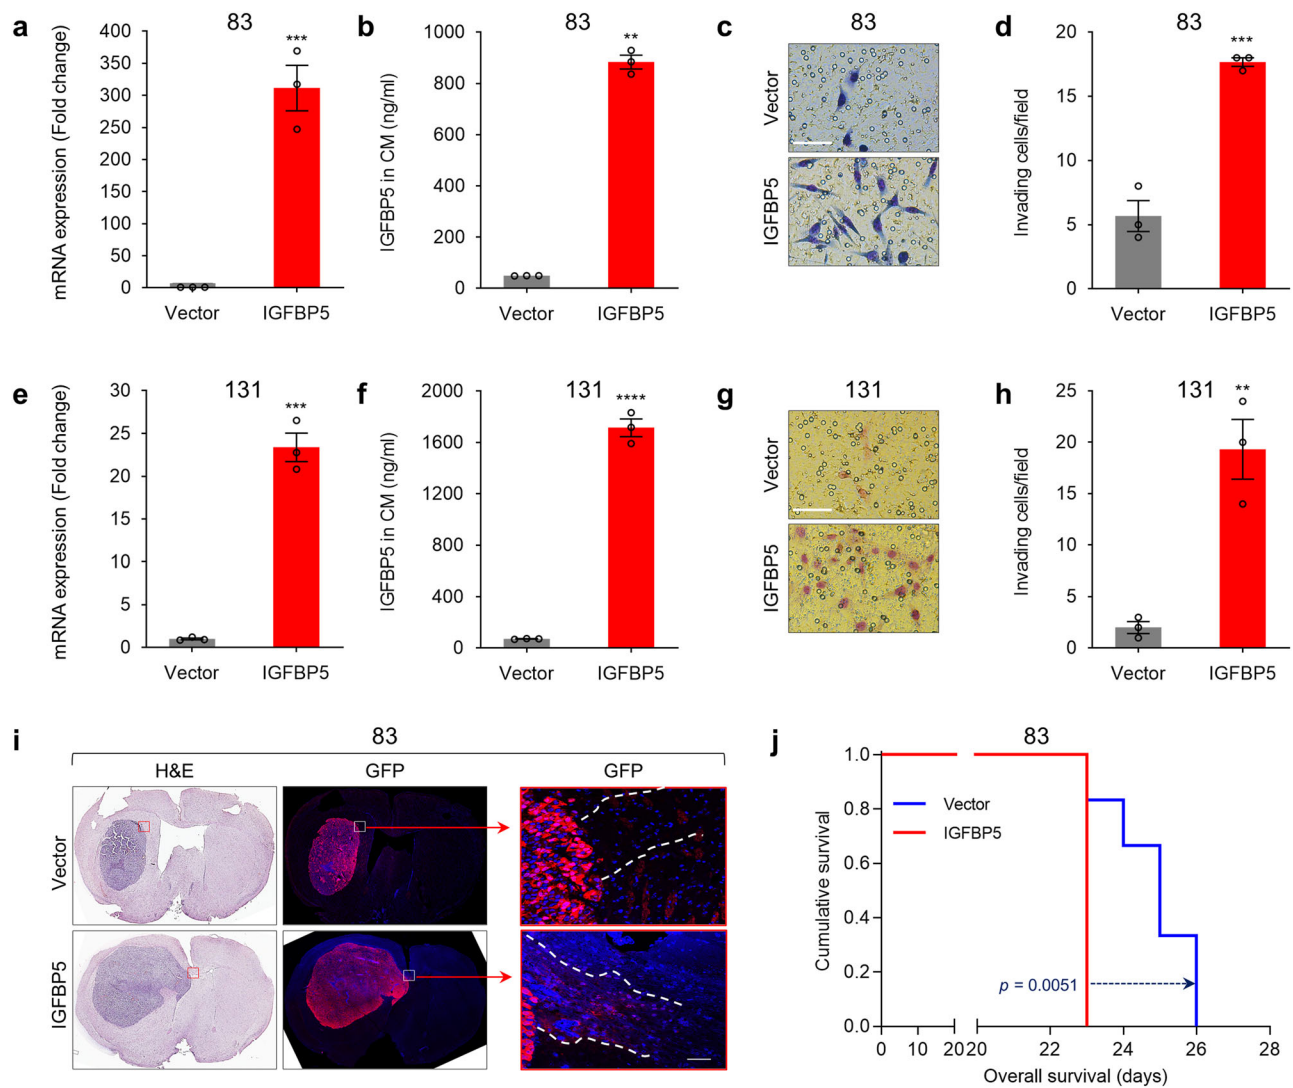 a
83
mRNA expression (Fold change)
400
350
300
250
200
150
100
50
0
***
Vector
IGFBP5
b
83
IGFBP5 in CM (ng/ml)
1000
800
600
400
200
0
**
Vector
IGFBP5
c
83
Vector
IGFBP5
d
83
Invading cells/field
20
15
10
5
0
***
Vector
IGFBP5
e
131
mRNA expression (Fold change)
30
25
20
15
10
5
0
***
Vector
IGFBP5
f
131
IGFBP5 in CM (ng/ml)
2000
1600
1200
800
400
0
****
Vector
IGFBP5
g
131
Vector
IGFBP5
h
131
Invading cells/field
25
20
15
10
5
0
**
Vector
IGFBP5
i
83
H&E
GFP
GFP
Vector
IGFBP5
j
83
Cumulative survival
1.0
0.8
0.6
0.4
0.2
0.0
Vector
IGFBP5
p = 0.0051
0
10
20
20
22
24
26
28
Overall survival (days)